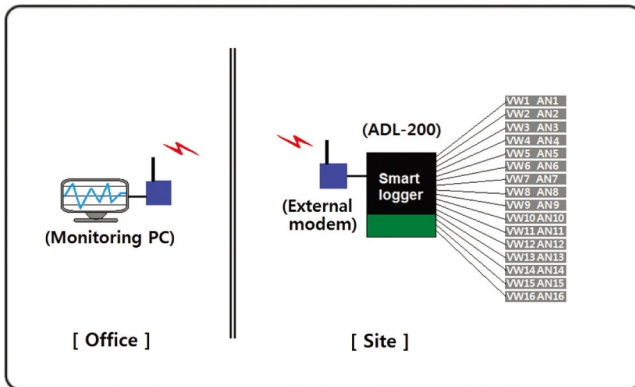 (Monitoring PC)
[ Office ]
(ADL-200)
Smart
logger
(External
modem)
[ Site ]
VW1 AN1
VW2 AN2
VW3 AN3
VW4 AN4
VW5 AN5
VW6 AN6
VW7 AN7
VW8 AN8
VW9 AN9
VW10 AN10
VW11 AN11
VW12 AN12
VW13 AN13
VW14 AN14
VW15 AN15
VW16 AN16